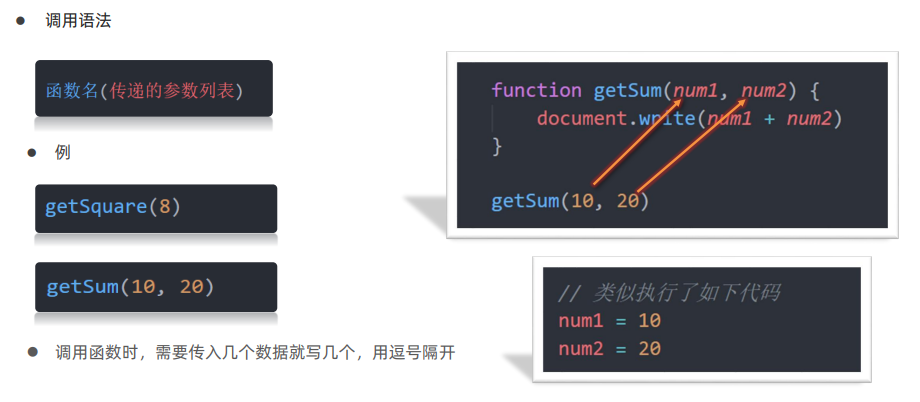 ● 调用语法
函数名(传递的参数列表)
● 例
getSquare(8)
getSum(10, 20)
● 调用函数时，需要传入几个数据就写几个，用逗号隔开
function getSum(num1, num2) {
document.write(num1 + num2)
}
getSum(10, 20)
// 类似执行了如下代码
num1 = 10
num2 = 20